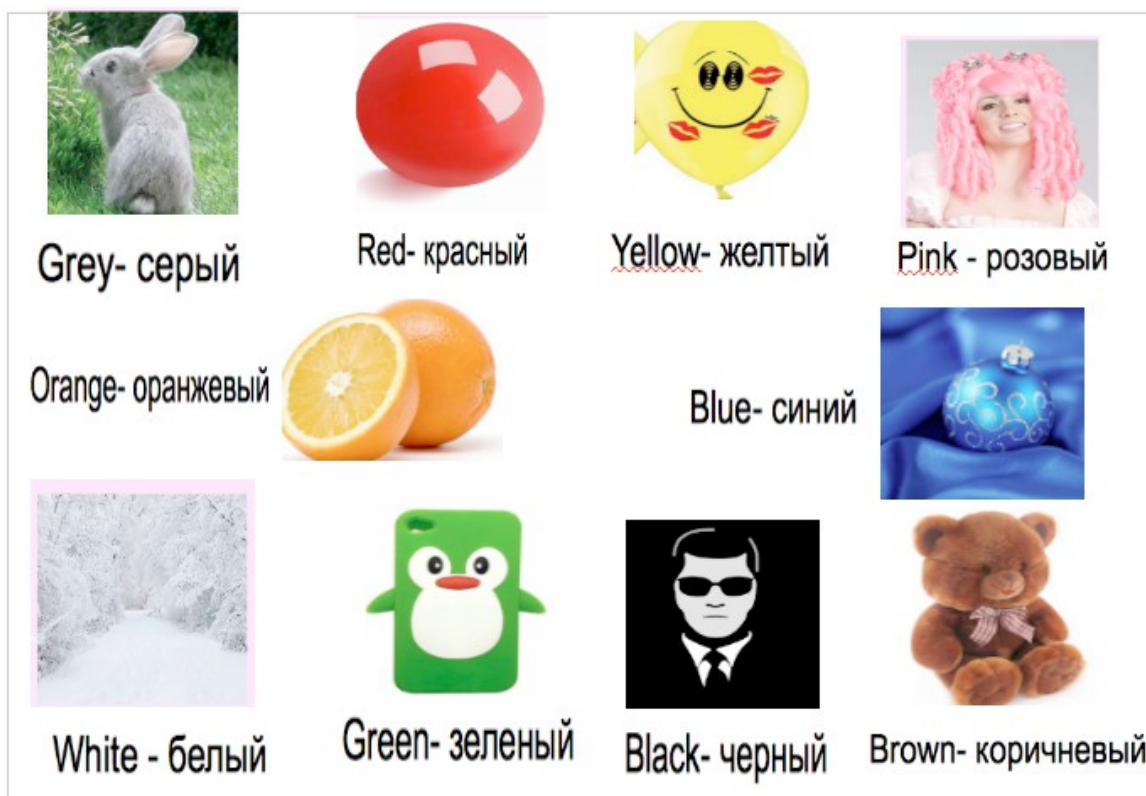 Grey- серый
Red- красный
Yellow- желтый
Pink - розовый
Orange- оранжевый
Blue- синий
White - белый
Green- зеленый
Black- черный
Brown- коричневый